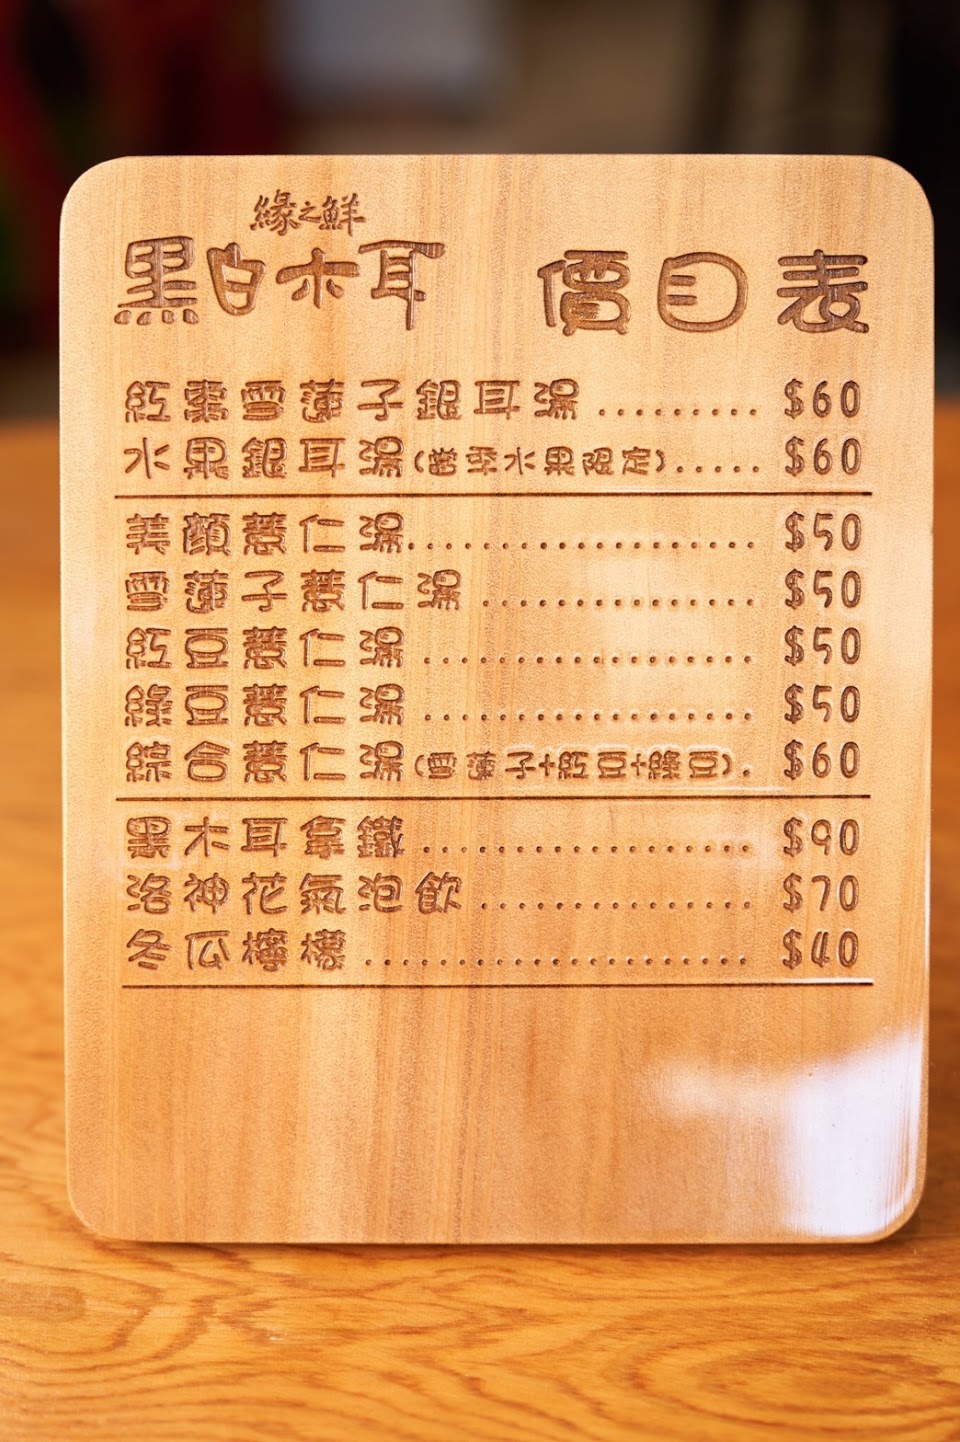 緣之鮮
黑白木耳 價目表
紅棗雪蓮子銀耳湯......... $60
水果銀耳湯(當季水果限定)..... $60
美顏薏仁湯................... $50
雪蓮子薏仁湯............... $50
紅豆薏仁湯.................. $50
綠豆薏仁湯.................. $50
綜合薏仁湯(雪蓮子+紅豆+綠豆). $60
黑木耳拿鐵.................. $90
洛神花氣泡飲............... $70
冬瓜檸檬..................... $40